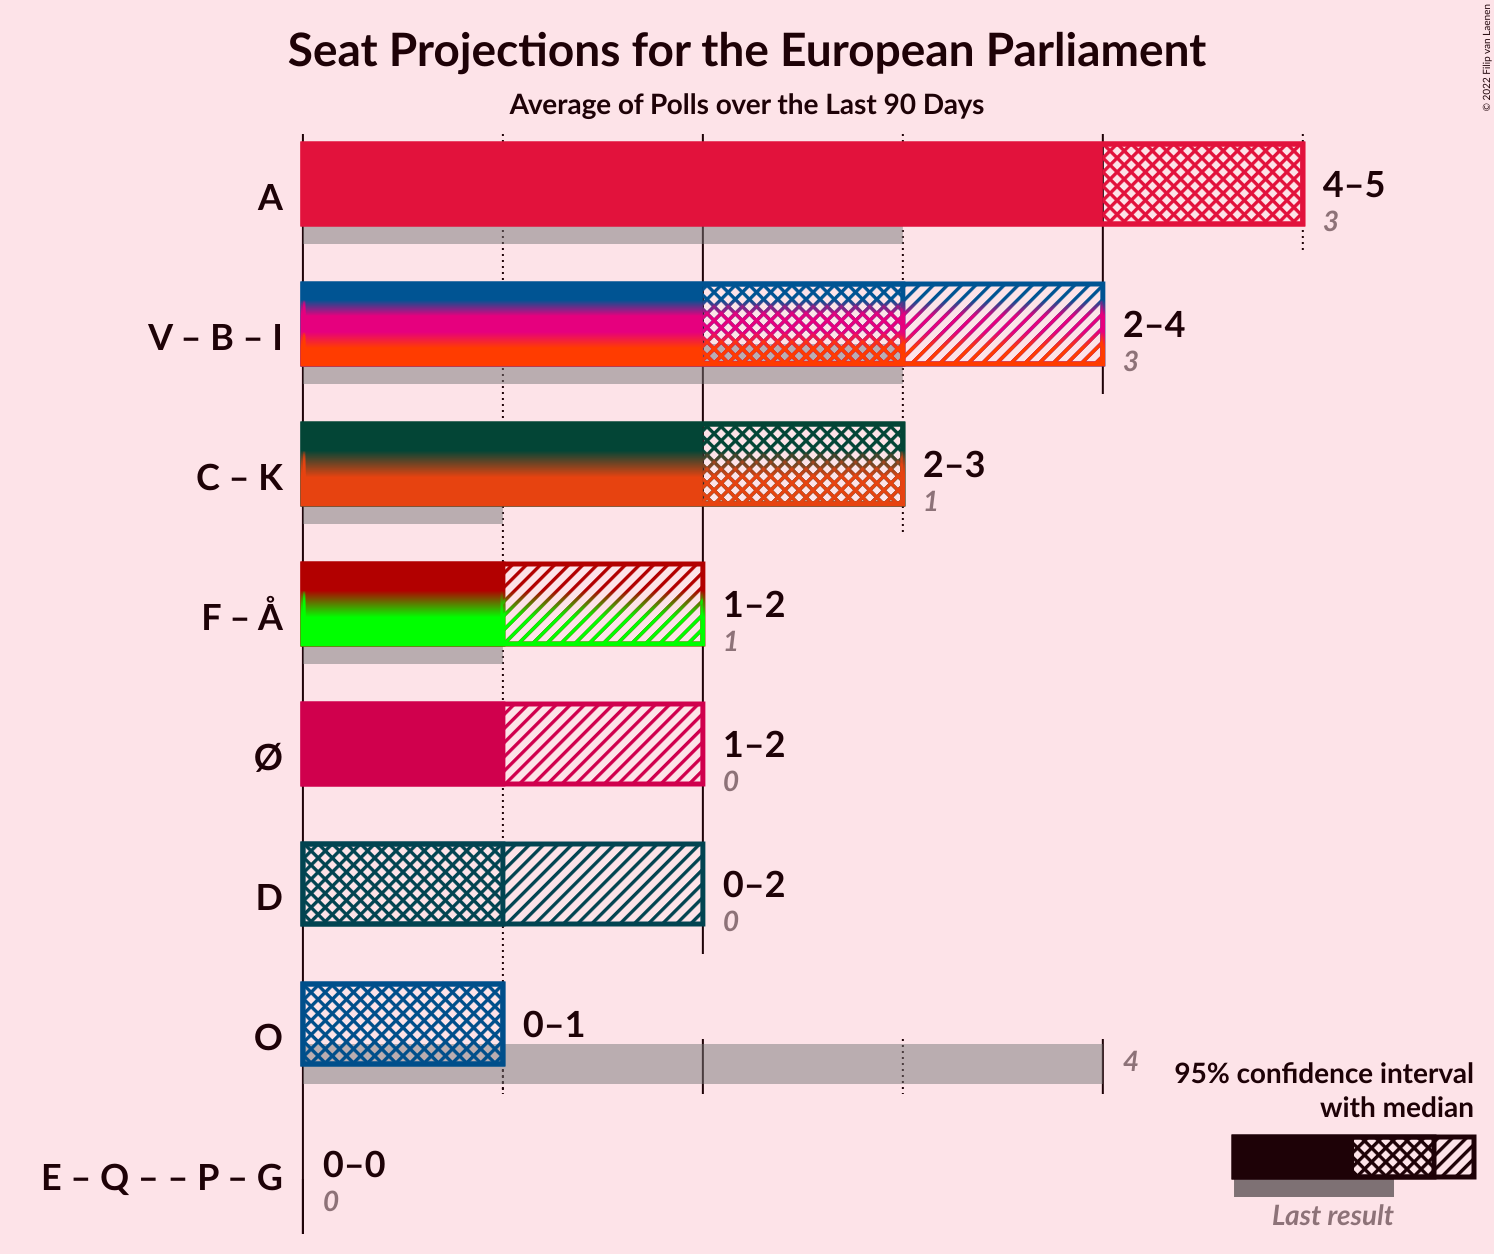 Seat Projections for the European Parliament
Average of Polls over the Last 90 Days
© 2022 Filip van Laenen
A
4–5
3
V – B – I
2–4
3
C – K
2–3
1
F – Å
1–2
1
Ø
1–2
0
D
0–2
0
O
0–1
4
E – Q – – P – G
0–0
0
95% confidence interval
with median
Last result